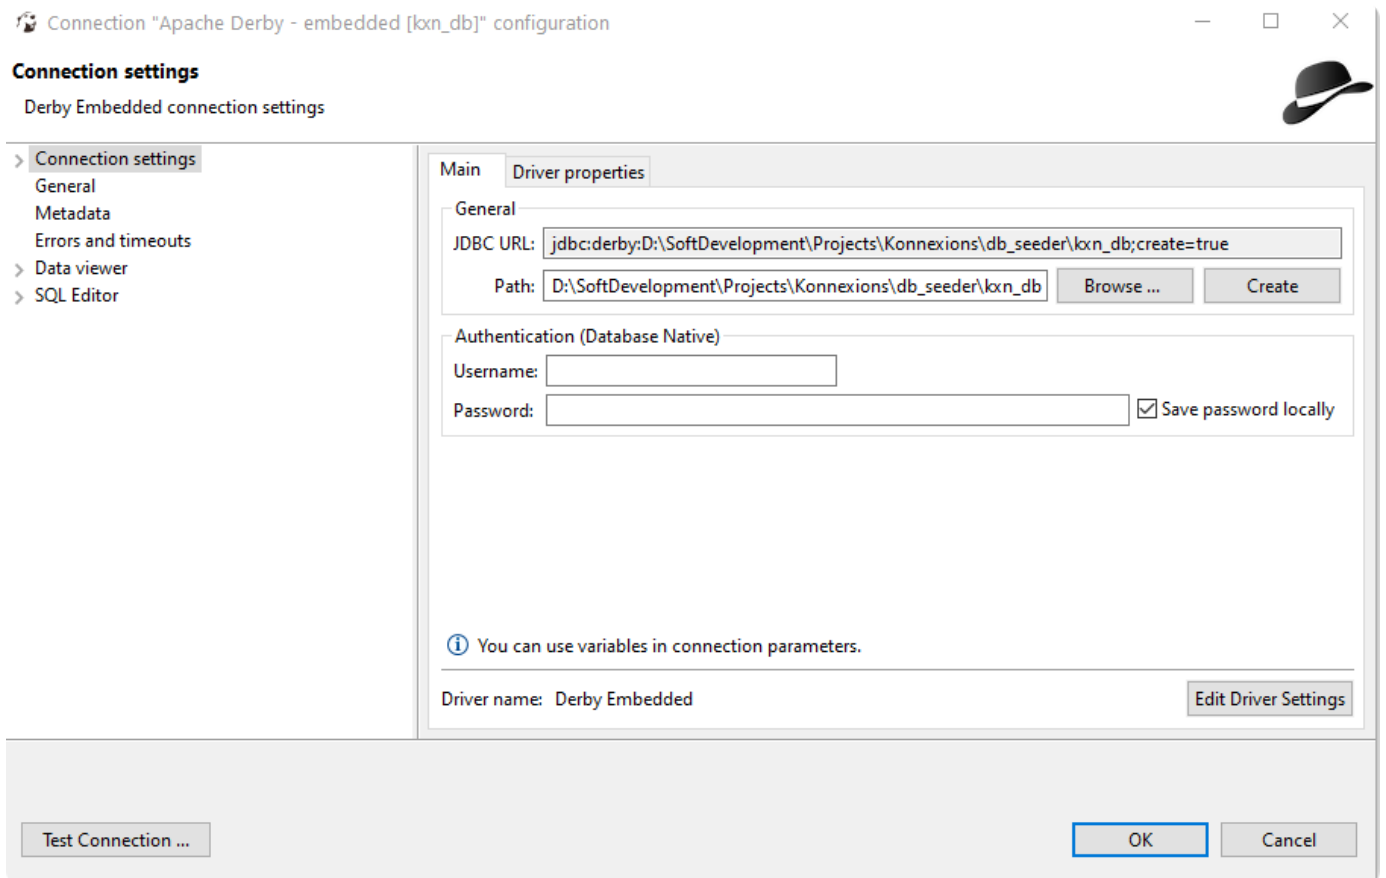 Connection "Apache Derby - embedded [kxn_db]" configuration
Connection settings
Derby Embedded connection settings
Connection settings
General
Metadata
Errors and timeouts
Data viewer
SQL Editor
Main
Driver properties
General
JDBC URL: jdbc:derby:D:\SoftDevelopment\Projects\Konnexions\db_seeder\kxn_db;create=true
Path: D:\SoftDevelopment\Projects\Konnexions\db_seeder\kxn_db Browse ... Create
Authentication (Database Native)
Username:
Password: Save password locally
You can use variables in connection parameters.
Driver name: Derby Embedded Edit Driver Settings
Test Connection ... OK Cancel